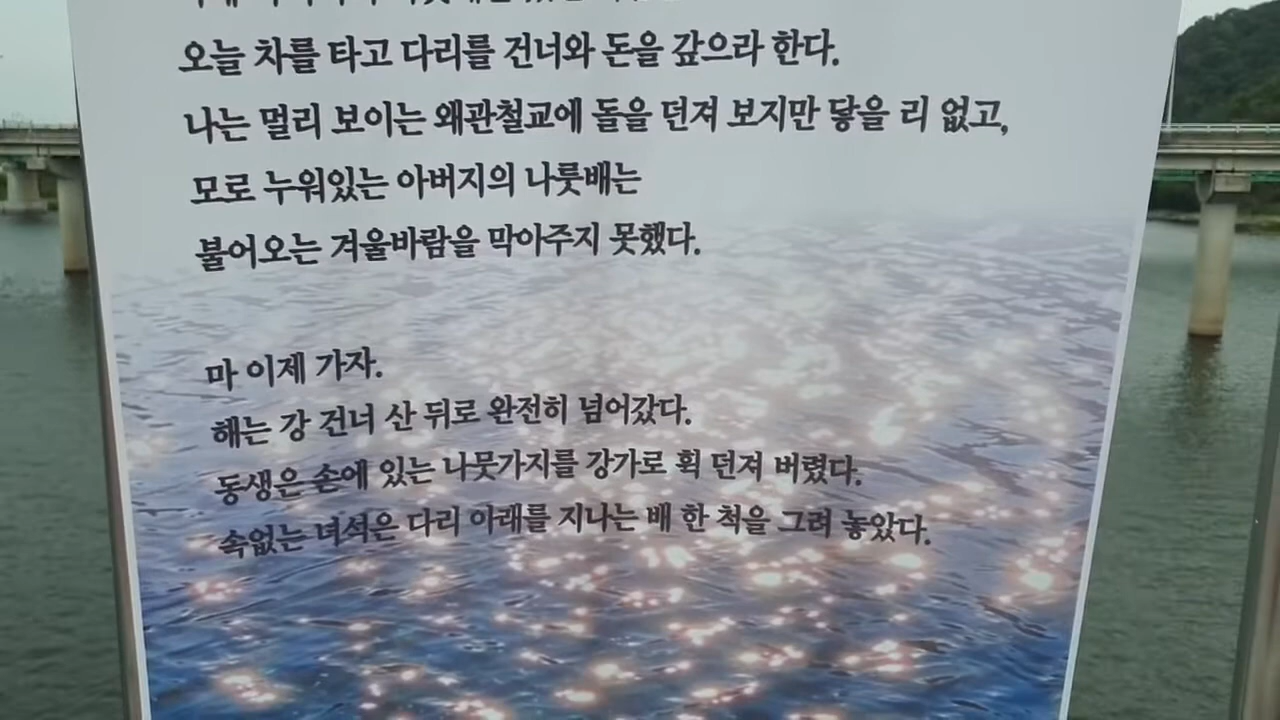 오늘 차를 타고 다리를 건너와 돈을 갚으라 한다.
나는 멀리 보이는 왜관철교에 돌을 던져 보지만 닿을 리 없고,
모로 누워있는 아버지의 나룻배는
불어오는 겨울바람을 막아주지 못했다.
마 이제 가자.
해는 강 건너 산 뒤로 완전히 넘어갔다.
동생은 손에 있는 나뭇가지를 강가로 휙 던져 버렸다.
속없는 녀석은 다리 아래를 지나는 배 한 척을 그려 놓았다.